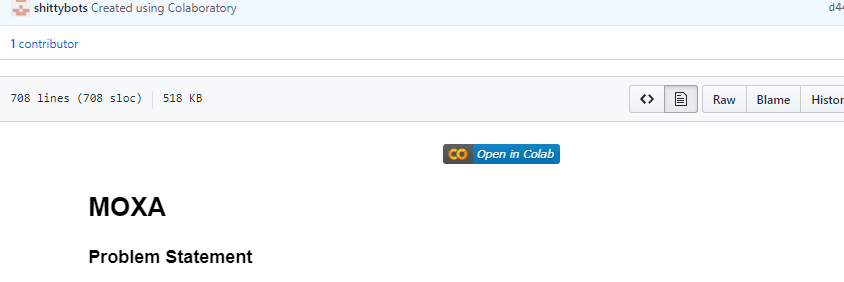 shittybots Created using Colaboratory d44
1 contributor
708 lines (708 sloc) 518 KB <> Raw Blame Histor
CO Open in Colab
MOXA
Problem Statement